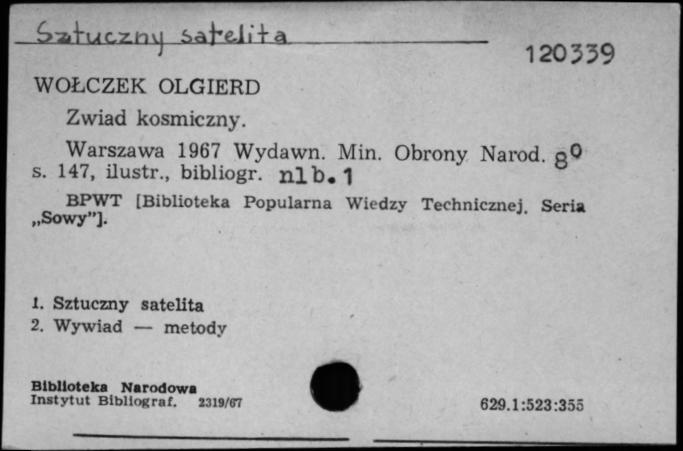 Sztuczny satelita
120339
WOŁCZEK OLGIERD
Zwiad kosmiczny.
Warszawa 1967 Wydawn. Min. Obrony Narod. 8⁰
s. 147, ilustr., bibliogr. nlb. 1
BPWT [Biblioteka Popularna Wiedzy Technicznej. Seria
„Sowy”].
1. Sztuczny satelita
2. Wywiad — metody
Biblioteka Narodowa
Instytut Bibliograf. 2319/67
629.1:523:355